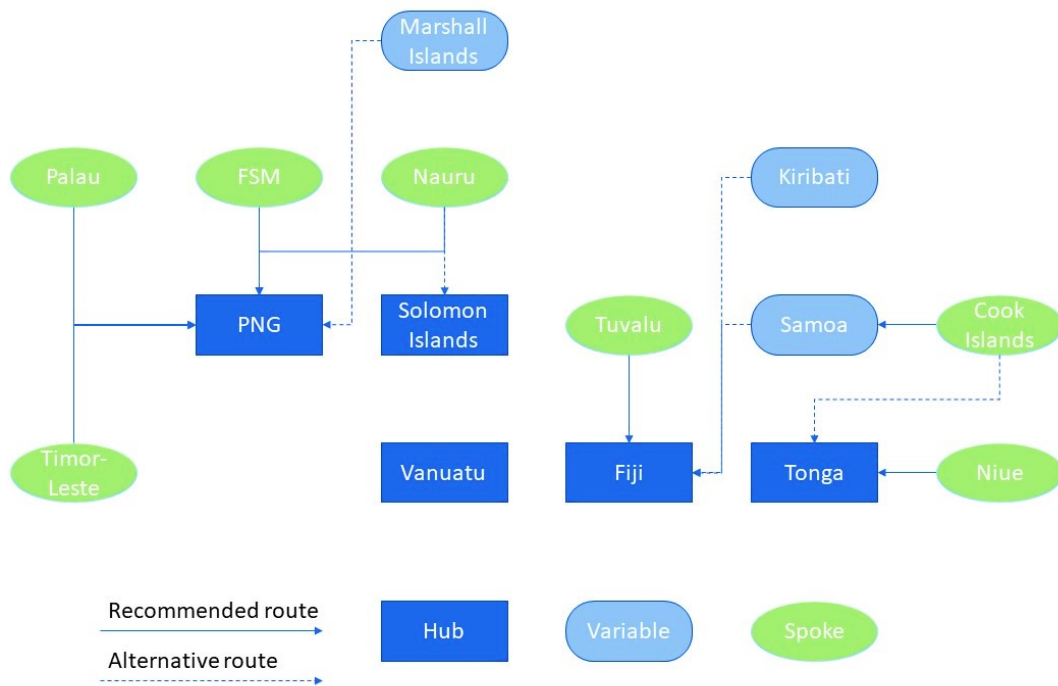 Marshall
Islands
Palau
FSM
Nauru
Kiribati
PNG
Solomon
Islands
Tuvalu
Samoa
Cook
Islands
Timor-
Leste
Vanuatu
Fiji
Tonga
Niue
Recommended route
Alternative route
Hub
Variable
Spoke